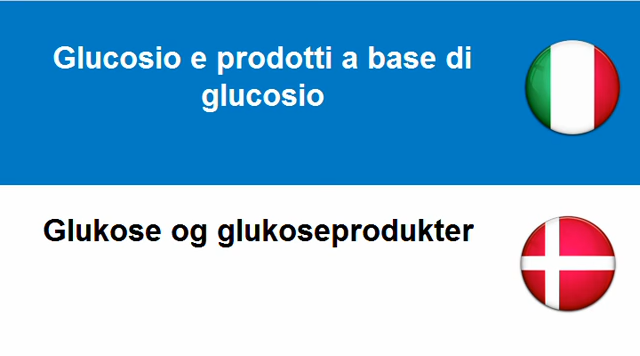 Glucosio e prodotti a base di
glucosio
Glukose og glukoseprodukter